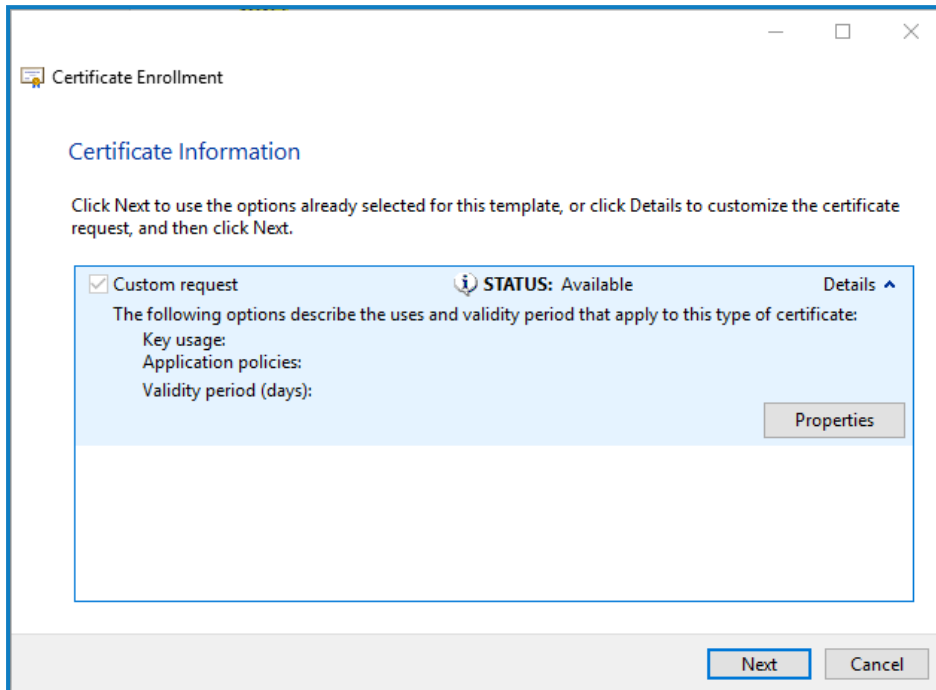 Certificate Enrollment
Certificate Information
Click Next to use the options already selected for this template, or click Details to customize the certificate
request, and then click Next.
Custom request STATUS: Available Details
The following options describe the uses and validity period that apply to this type of certificate:
Key usage:
Application policies:
Validity period (days):
Properties
Next Cancel